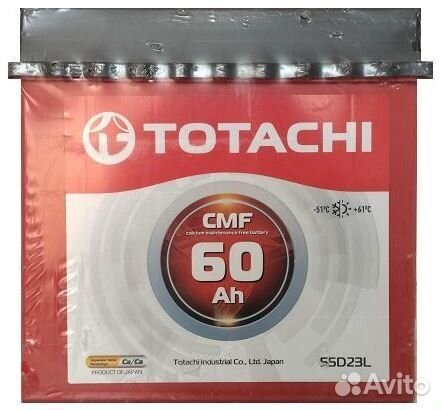 TOTACHI
-51°C +61°C
CMF
calcium maintenance-free battery
60
Ah
Ca/Ca
PRODUCT OF JAPAN
Totachi Industrial Co., Ltd. Japan
55D23L
Avito